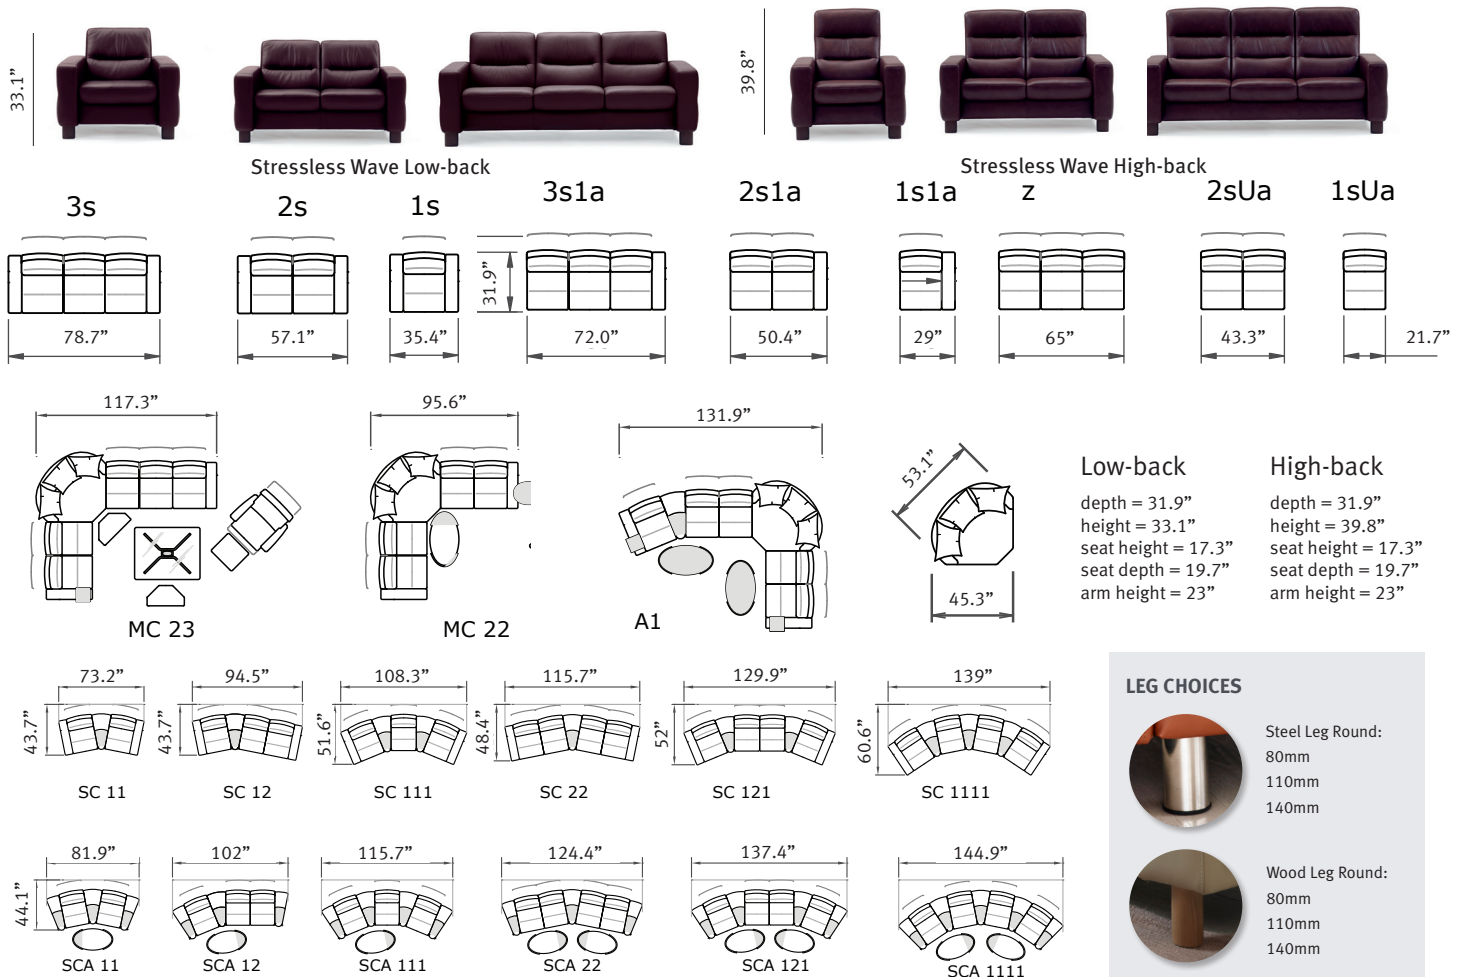 33.1”
39.8”
Stressless Wave Low-back
Stressless Wave High-back
3s
2s
1s
3s1a
2s1a
1s1a
z
2sUa
1sUa
31.9”
78.7”
57.1”
35.4”
72.0”
50.4”
29”
65”
43.3”
21.7”
117.3”
95.6”
131.9”
53.1”
45.3”
MC 23
MC 22
A1
Low-back
depth = 31.9”
height = 33.1”
seat height = 17.3”
seat depth = 19.7”
arm height = 23”
High-back
depth = 31.9”
height = 39.8”
seat height = 17.3”
seat depth = 19.7”
arm height = 23”
73.2”
94.5”
108.3”
115.7”
129.9”
139”
43.7”
43.7”
51.6”
48.4”
52”
60.6”
SC 11
SC 12
SC 111
SC 22
SC 121
SC 1111
81.9”
102”
115.7”
124.4”
137.4”
144.9”
44.1”
SCA 11
SCA 12
SCA 111
SCA 22
SCA 121
SCA 1111
LEG CHOICES
Steel Leg Round:
80mm
110mm
140mm
Wood Leg Round:
80mm
110mm
140mm